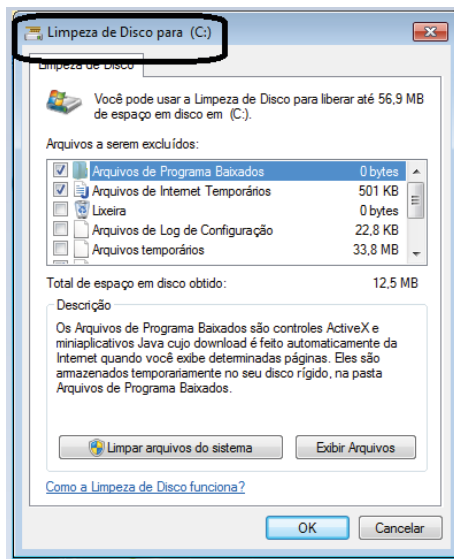 Limpeza de Disco para (C:)
Limpeza de Disco
Você pode usar a Limpeza de Disco para liberar até 56,9 MB
de espaço em disco em (C:).
Arquivos a serem excluídos:
Arquivos de Programa Baixados 0 bytes
Arquivos de Internet Temporários 501 KB
Lixeira 0 bytes
Arquivos de Log de Configuração 22,8 KB
Arquivos temporários 33,8 MB
Total de espaço em disco obtido: 12,5 MB
Descrição
Os Arquivos de Programa Baixados são controles ActiveX e
miniaplicativos Java cujo download é feito automaticamente da
Internet quando você exibe determinadas páginas. Eles são
armazenados temporariamente no seu disco rígido, na pasta
Arquivos de Programa Baixados.
Limpar arquivos do sistema Exibir Arquivos
Como a Limpeza de Disco funciona?
OK Cancelar